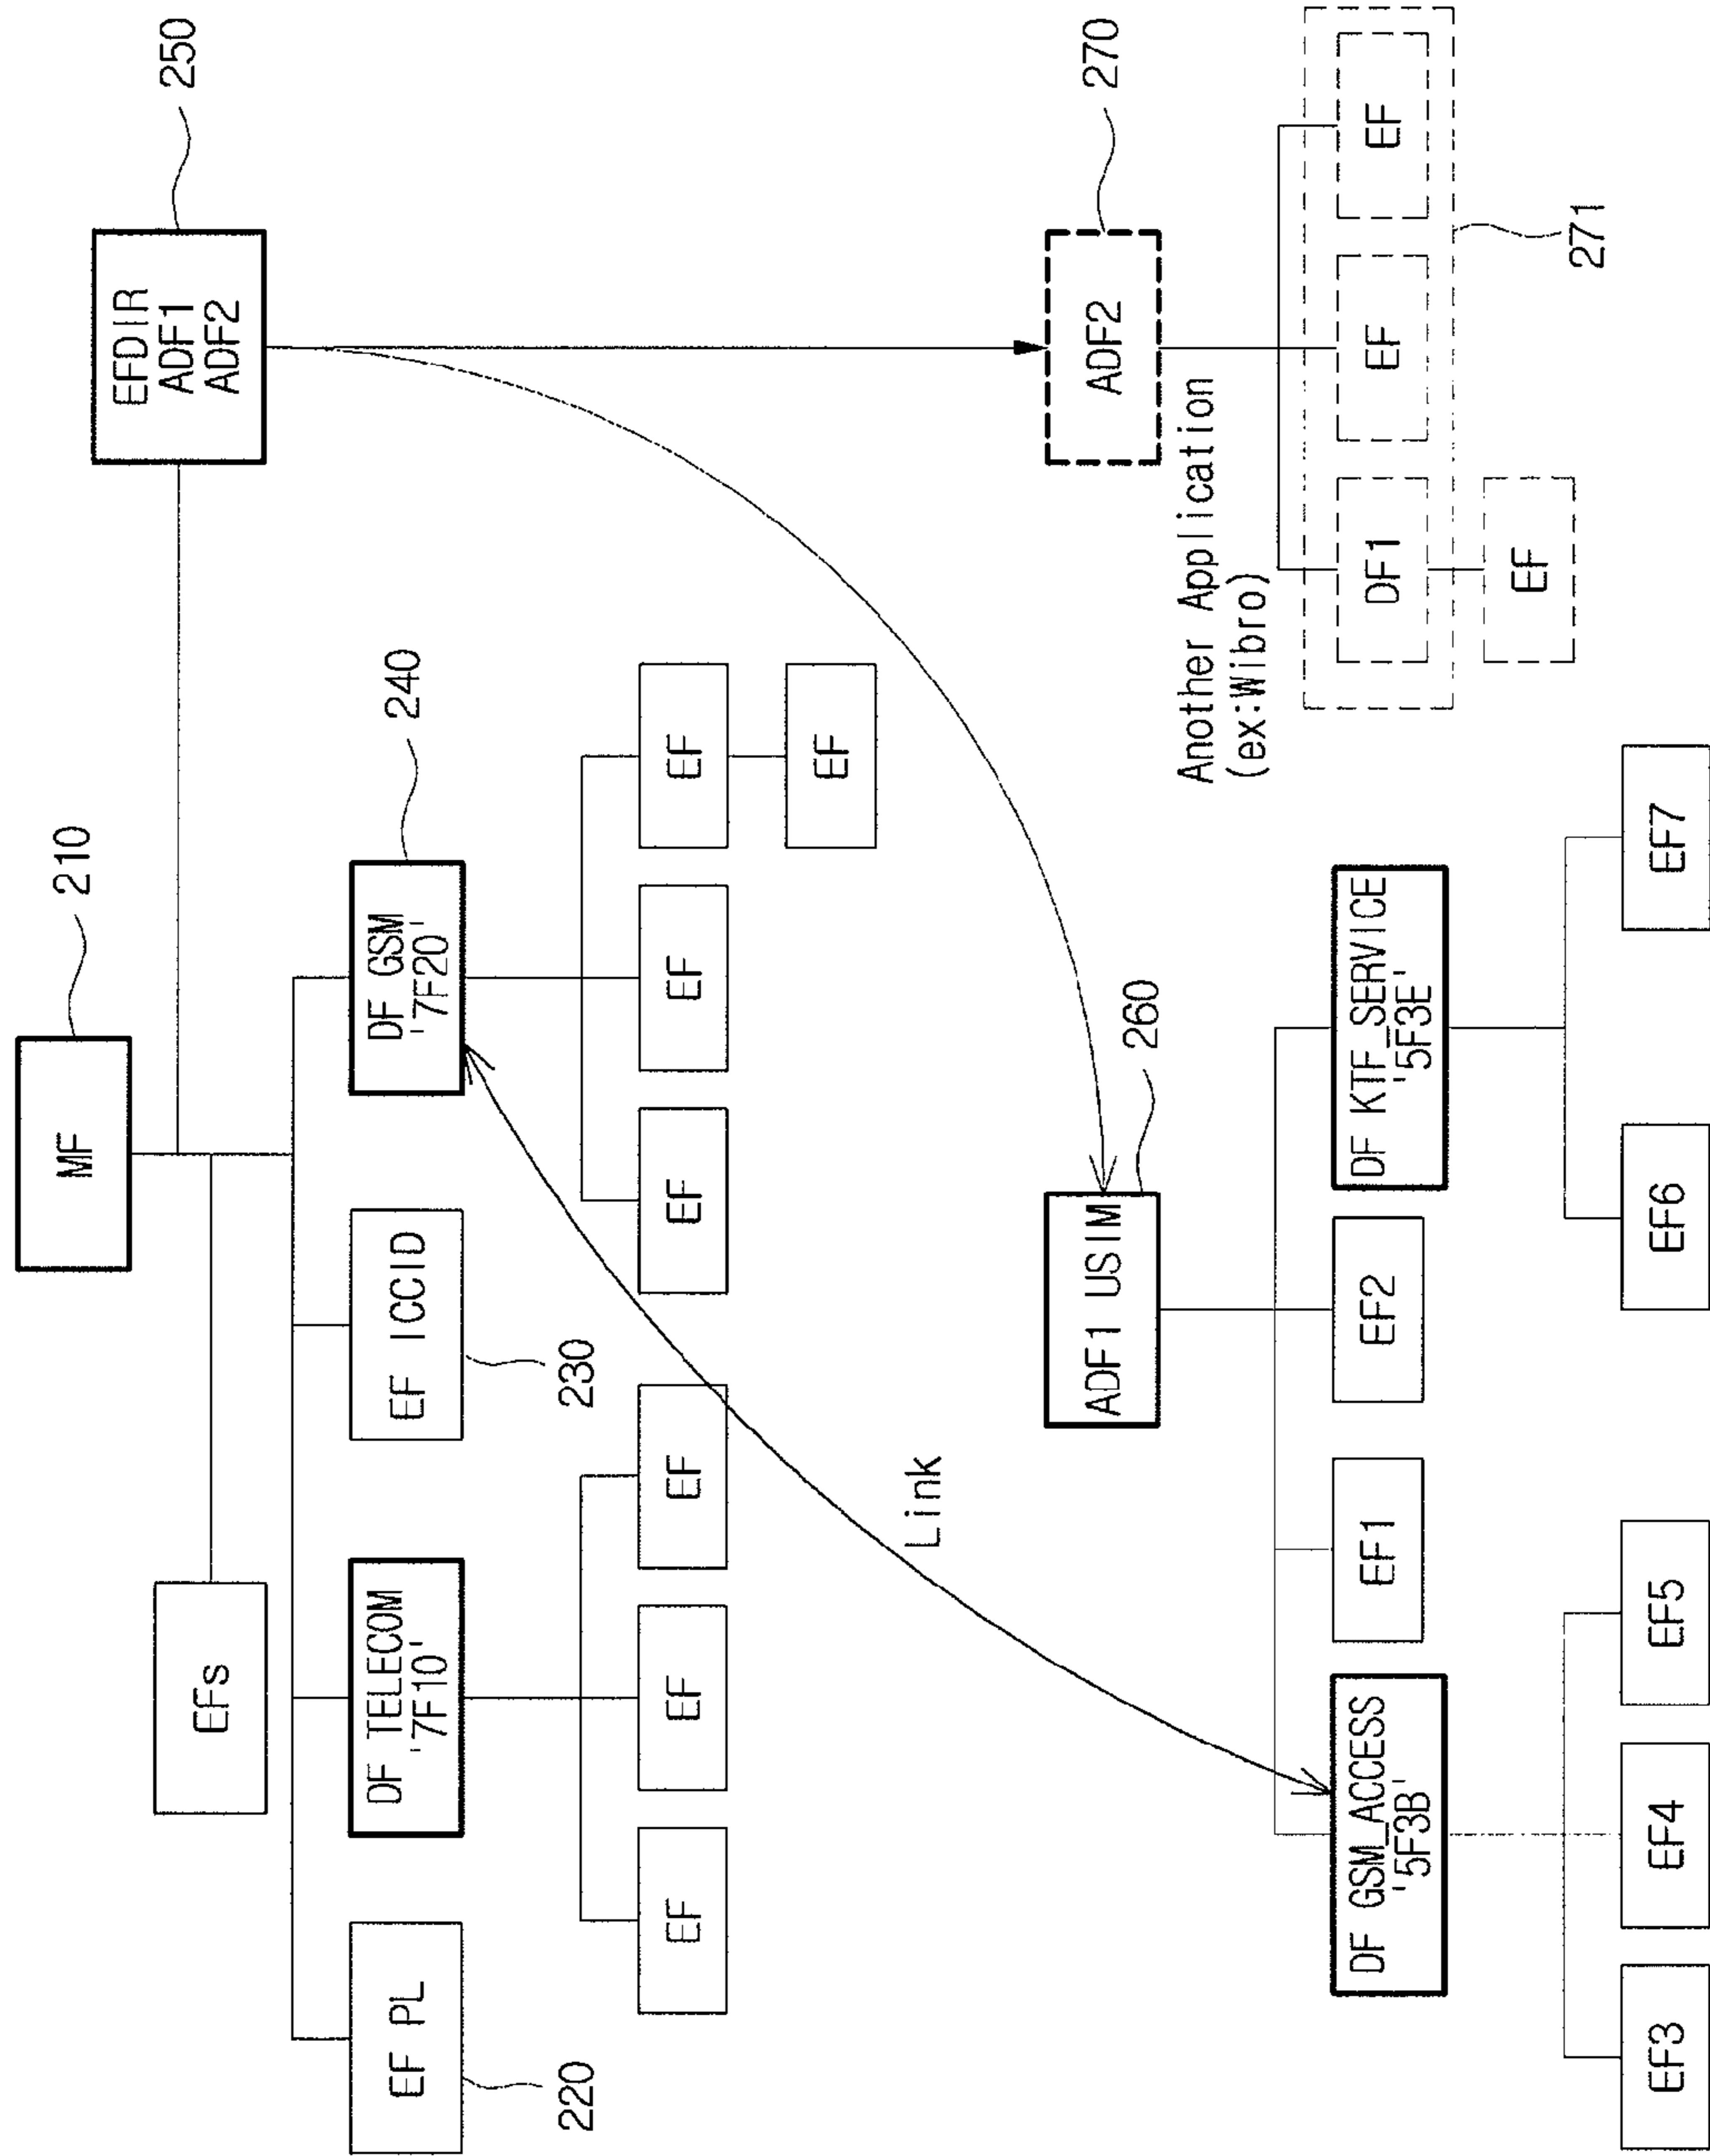 MF
210
EFDIR
ADF1
ADF2
250
EFs
EF PL
220
DF TELECOM
'7F10'
EF ICCID
230
DF GSM
'7F20'
240
EF
EF
EF
EF
EF
EF
EF
Link
ADF1 USIM
260
ADF2
270
Another Application
(ex:Wibro)
DF GSM_ACCESS
'5F3B'
EF1
EF2
DF KTF_SERVICE
'5F3E'
DF1
EF
EF
271
EF
EF3
EF4
EF5
EF6
EF7